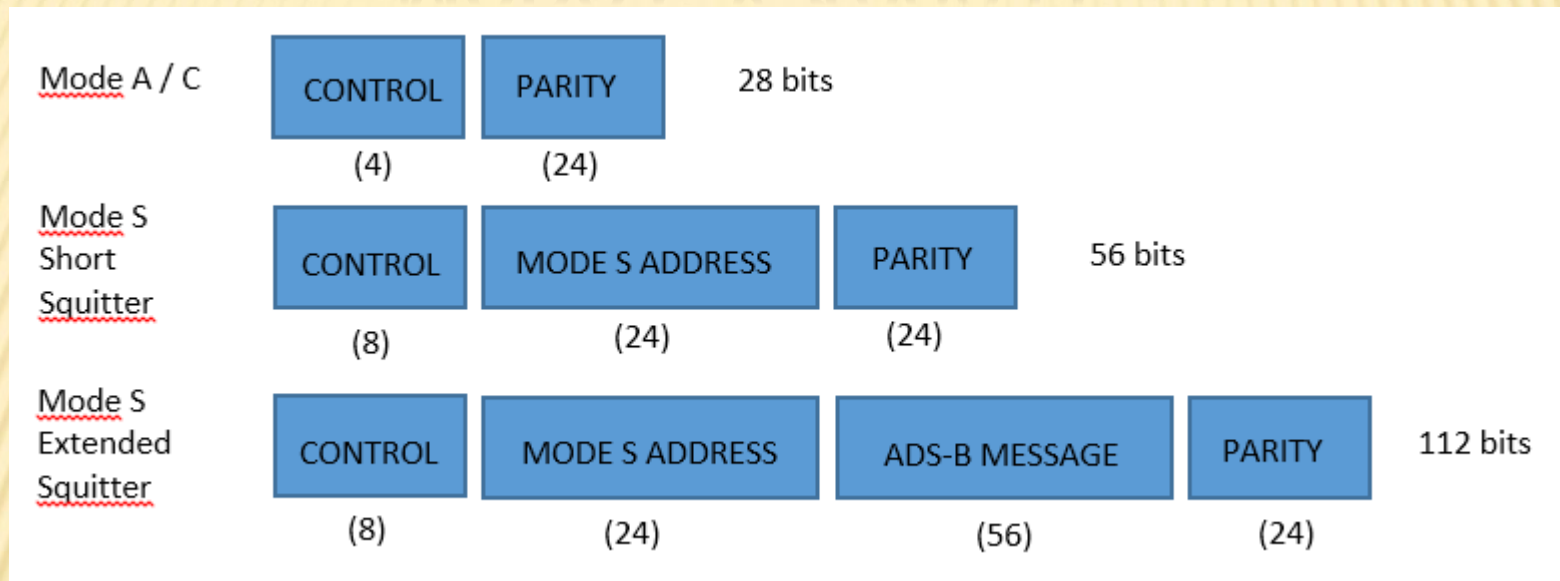 Mode A / C
CONTROL PARITY 28 bits
(4) (24)
Mode S
Short
Squitter
CONTROL MODE S ADDRESS PARITY 56 bits
(8) (24) (24)
Mode S
Extended
Squitter
CONTROL MODE S ADDRESS ADS-B MESSAGE PARITY 112 bits
(8) (24) (56) (24)